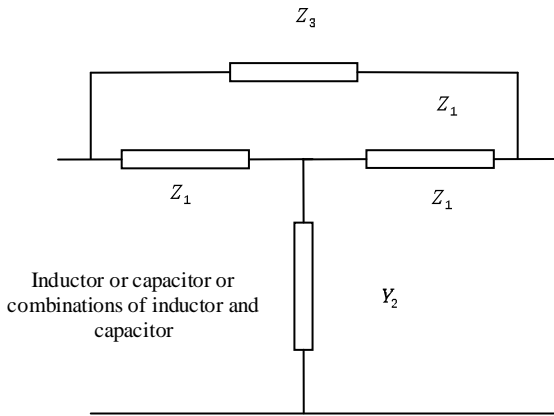 Z₃
Z₁
Z₁
Z₁
Inductor or capacitor or
combinations of inductor and
capacitor
Y₂